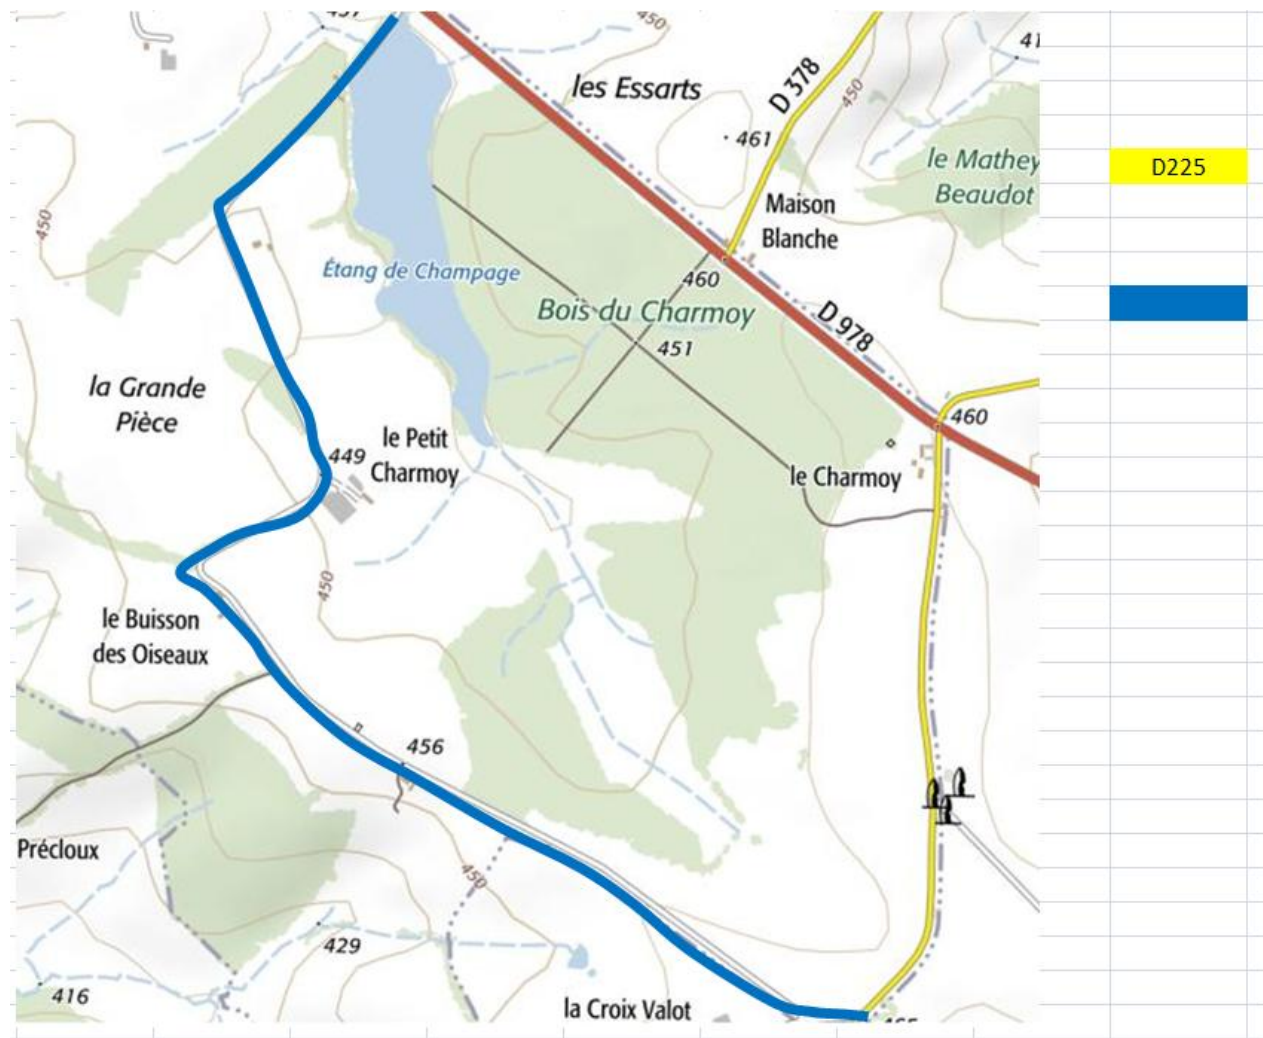 450
41
les Essarts
D 378
450
461
le Mathey
Beaudot
D225
Maison
Blanche
450
Étang de Champage
460
Bois du Charmoy
D 978
451
la Grande
Pièce
460
le Petit
Charmoy
449
le Charmoy
450
le Buisson
des Oiseaux
456
Précloux
450
429
416
la Croix Valot